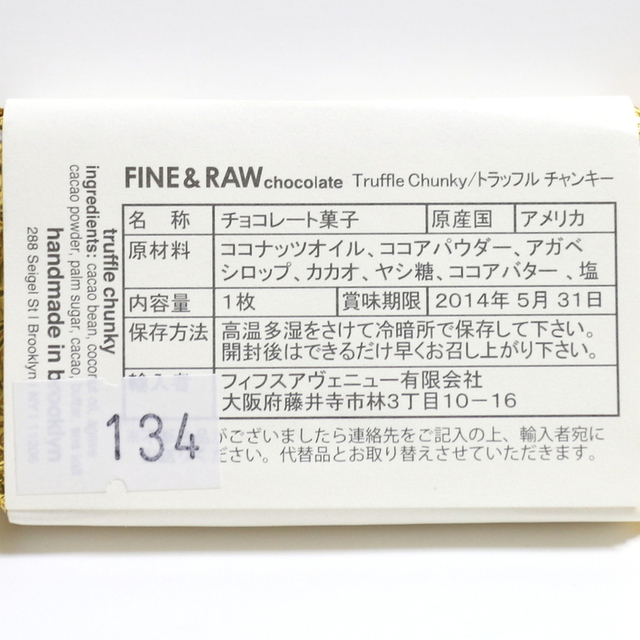 FINE & RAW chocolate Truffle Chunky/トラッフル チャンキー
名 称 チョコレート菓子 原産国 アメリカ
原材料 ココナッツオイル、ココアパウダー、アガベ
シロップ、カカオ、ヤシ糖、ココアバター 、塩
内容量 1枚 賞味期限 2014年 5月 31日
保存方法 高温多湿をさけて冷暗所で保存して下さい。
開封後はできるだけ早くお召し上がり下さい。
輸入者 フィフスアヴェニュー有限会社
大阪府藤井寺市林3丁目10-16
がございましたら連絡先をご記入の上、輸入者宛に
ださい。代替品とお取り替えさせていただきます。
134
truffle chunky
ingredients: cacao bean, coconut oil, agave
cacao powder, palm sugar, cacao
handmade in brooklyn
288 Seigel St | Brooklyn